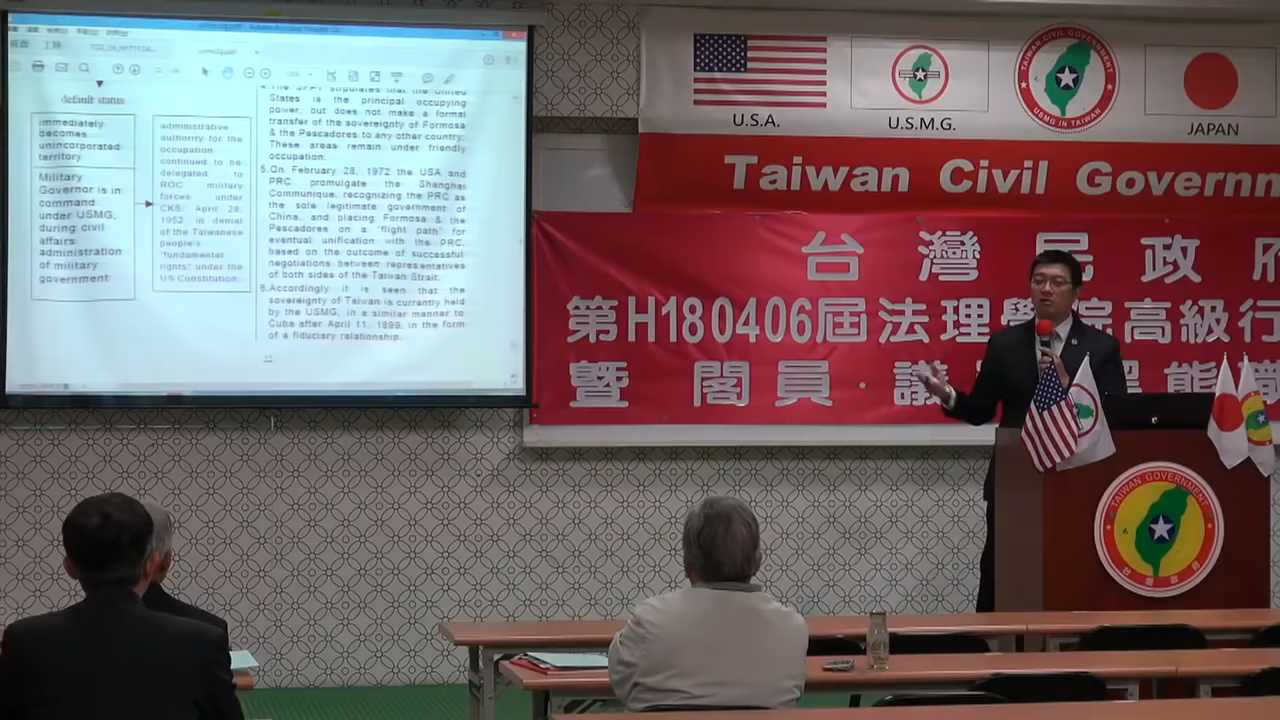 default status
immediately
becomes
unincorporated
territory
Military
Governor is in
command
under USMG,
during civil
affairs
administration
of military
government
administrative
authority for the
occupation
continued to be
delegated to
ROC military
forces under
CKS, April 28,
1952 in denial
of the Taiwanese
people's
"fundamental
rights" under the
US Constitution.
stipulates that the United
States is the principal occupying
power, but does not make a formal
transfer of the sovereignty of Formosa
& the Pescadores to any other country.
These areas remain under friendly
occupation.
5.On February 28, 1972 the USA and
PRC promulgate the Shanghai
Communique, recognizing the PRC as
the sole legitimate government of
China, and placing Formosa & the
Pescadores on a "flight path" for
eventual unification with the PRC,
based on the outcome of successful
negotiations between representatives
of both sides of the Taiwan Strait.
6.Accordingly it is seen that the
sovereignty of Taiwan is currently held
by the USMG, in a similar manner to
Cuba after April 11, 1899, in the form
of a fiduciary relationship.
U.S.A.
U.S.M.G.
TAIWAN CIVIL GOVERNMENT
USMG IN TAIWAN
JAPAN
Taiwan Civil Governm
台灣民政府
第H180406屆法理學院高級行
暨 閣員·議
TAIWAN GOVERNMENT
台灣政府